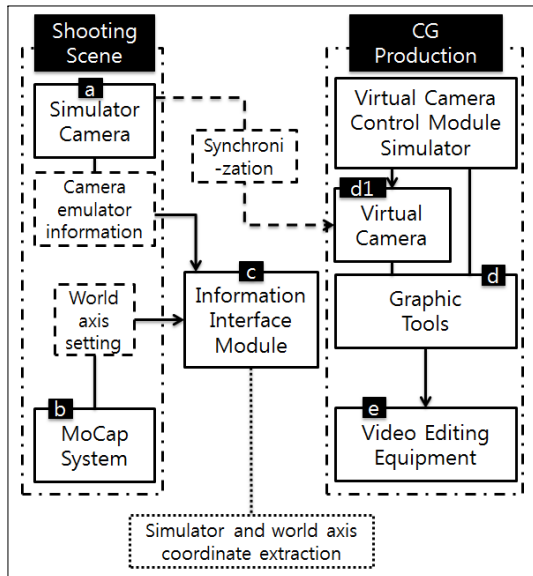 Shooting
Scene
a
Simulator
Camera
Camera
emulator
information
World
axis
setting
b
MoCap
System
Synchroni
-zation
c
Information
Interface
Module
Simulator and world axis
coordinate extraction
CG
Production
Virtual Camera
Control Module
Simulator
d1
Virtual
Camera
d
Graphic
Tools
e
Video Editing
Equipment